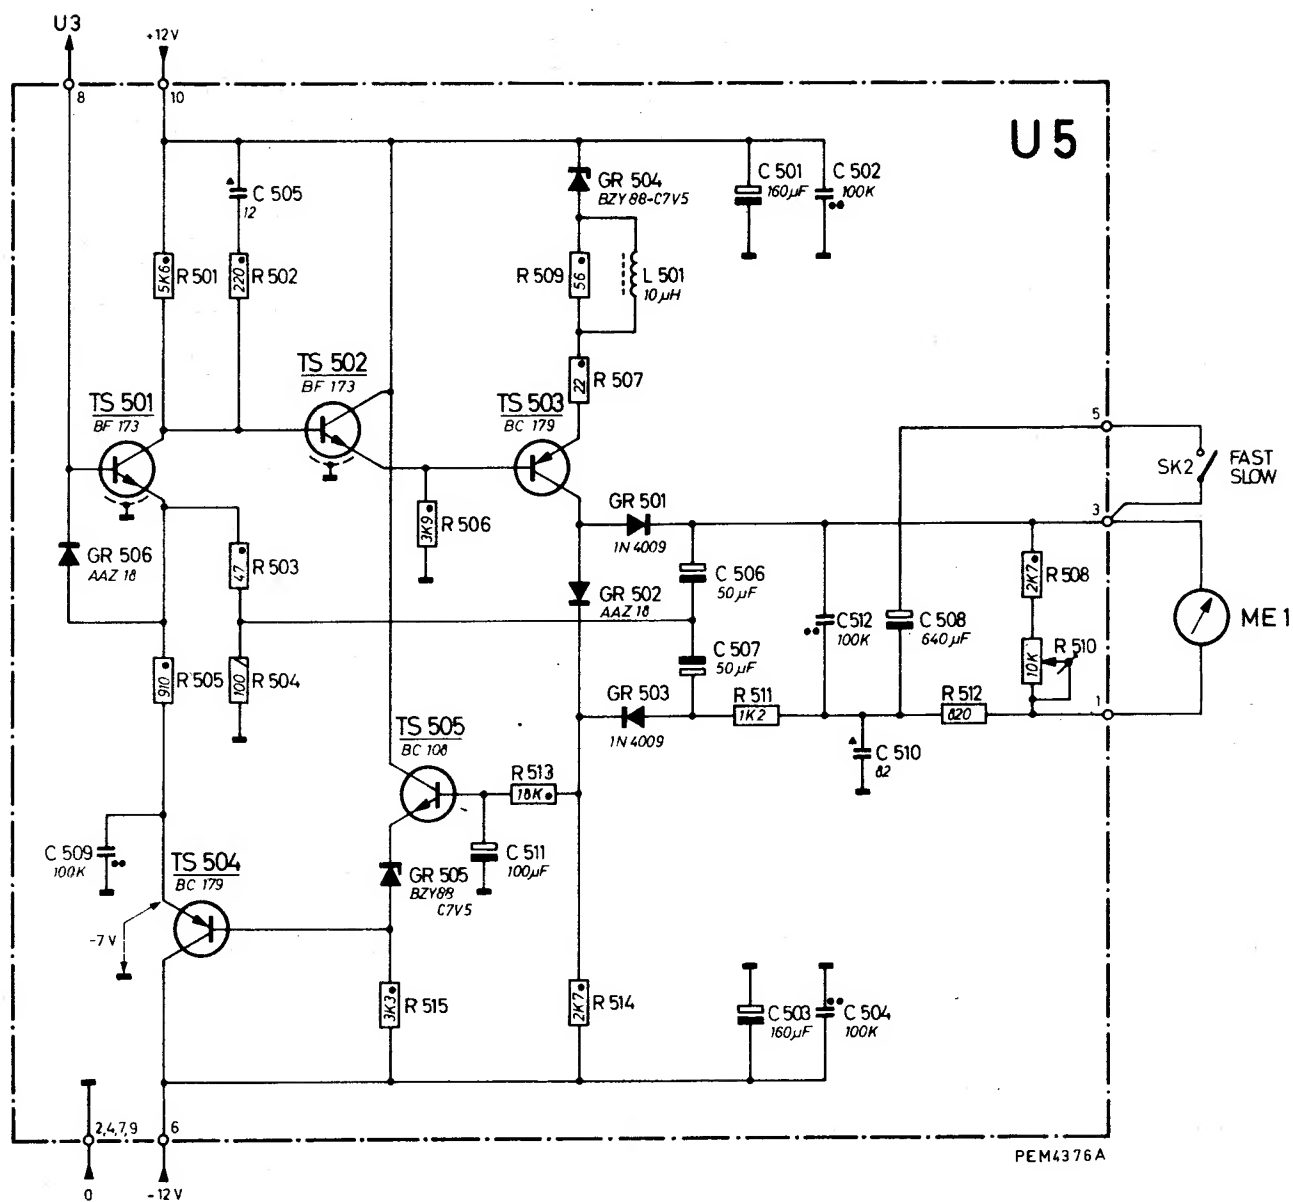 U3
+12V
8
10
U5
C 505
12
GR 504
BZY 88-C7V5
C 501
160µF
C 502
100K
5K6
R 501
220
R 502
R 509
56
L 501
10µH
TS 502
BF 173
22
R 507
TS 501
BF 173
TS 503
BC 179
5
SK2
FAST
SLOW
GR 501
1N 4009
3
3K9
R 506
GR 506
AAZ 18
47
R 503
C 506
50µF
2K7
R 508
GR 502
AAZ 18
C 512
100K
C 508
640µF
ME1
C 507
50µF
10K
R 510
910
R 505
100
R 504
GR 503
1N 4009
R 511
1K2
R 512
820
1
TS 505
BC 108
C 510
82
R 513
18K
C 509
100K
TS 504
BC 179
GR 505
BZY88
C7V5
C 511
100µF
-7V
3K3
R 515
2K7
R 514
C 503
160µF
C 504
100K
2,4,7,9
6
PEM4376A
0
-12V